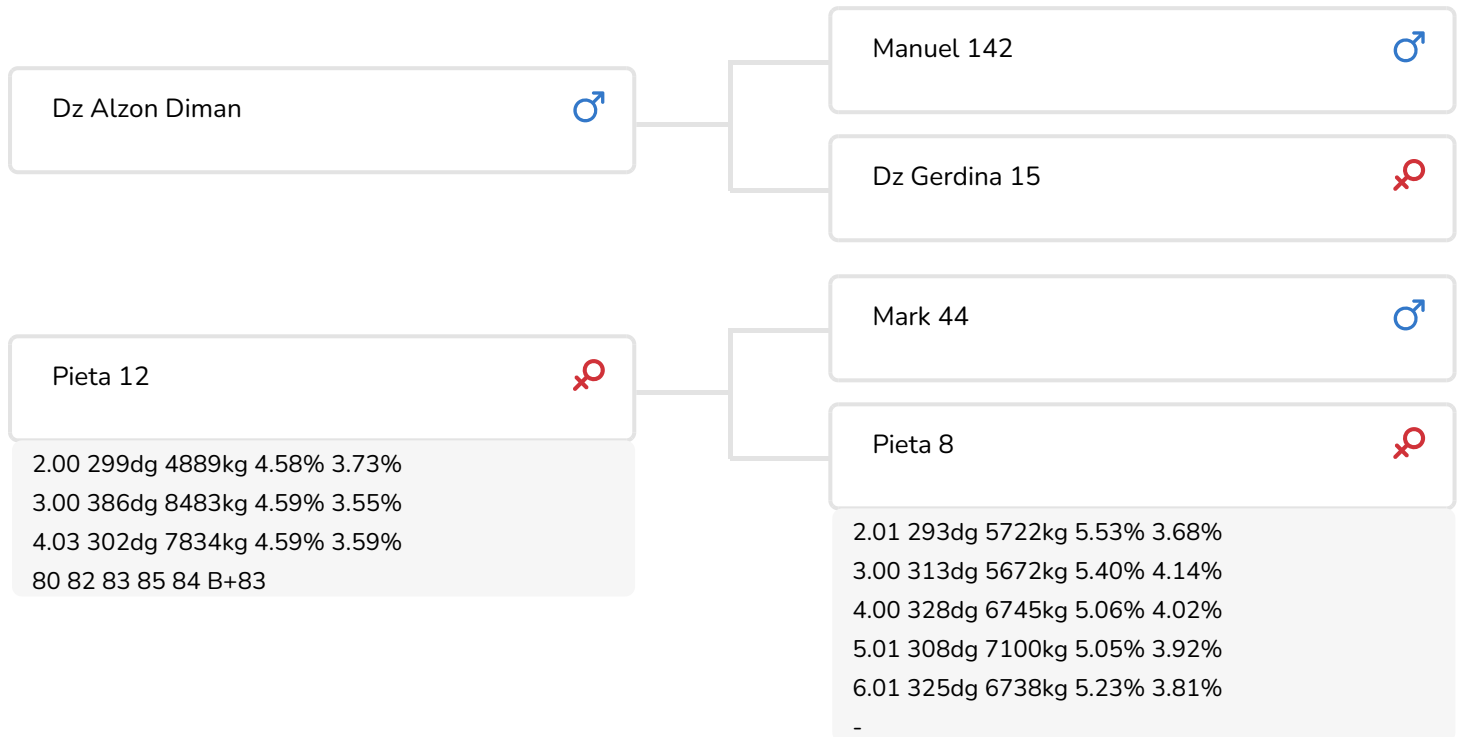 Manuel 142
Dz Alzon Diman
Dz Gerdina 15
Mark 44
Pieta 12
2.00 299dg 4889kg 4.58% 3.73%
3.00 386dg 8483kg 4.59% 3.55%
4.03 302dg 7834kg 4.59% 3.59%
80 82 83 85 84 B+83
Pieta 8
2.01 293dg 5722kg 5.53% 3.68%
3.00 313dg 5672kg 5.40% 4.14%
4.00 328dg 6745kg 5.06% 4.02%
5.01 308dg 7100kg 5.05% 3.92%
6.01 325dg 6738kg 5.23% 3.81%
-